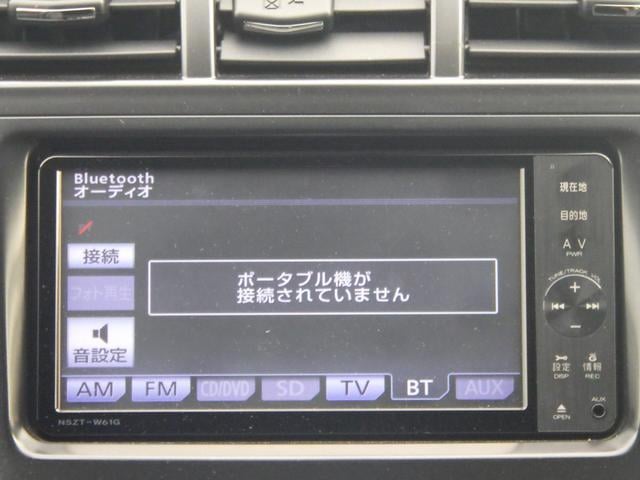 Bluetooth
オーディオ
接続
フォト再生
音設定
ポータブル機が
接続されていません
AM FM CD/DVD SD TV BT AUX
NSZT-W61G
現在地
目的地
AV
PWR
TUNE/TRACK VOL
+
−
設定 情報
DISP REC
OPEN AUX